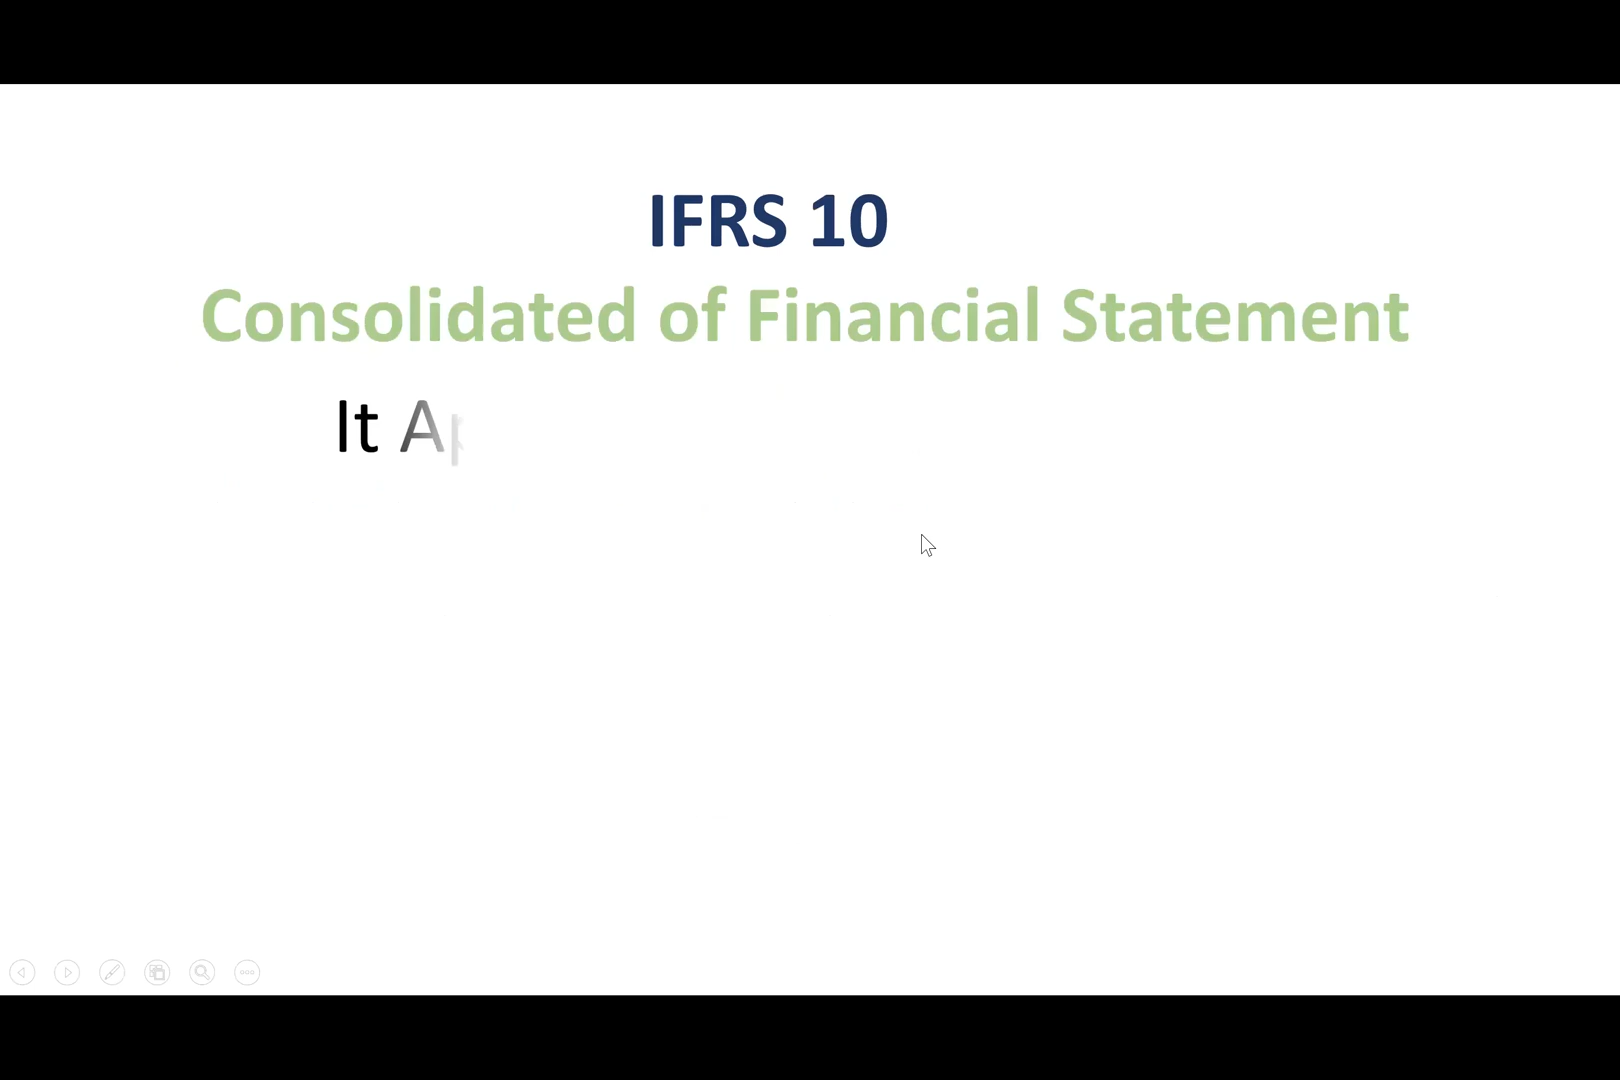 IFRS 10
Consolidated of Financial Statement
It